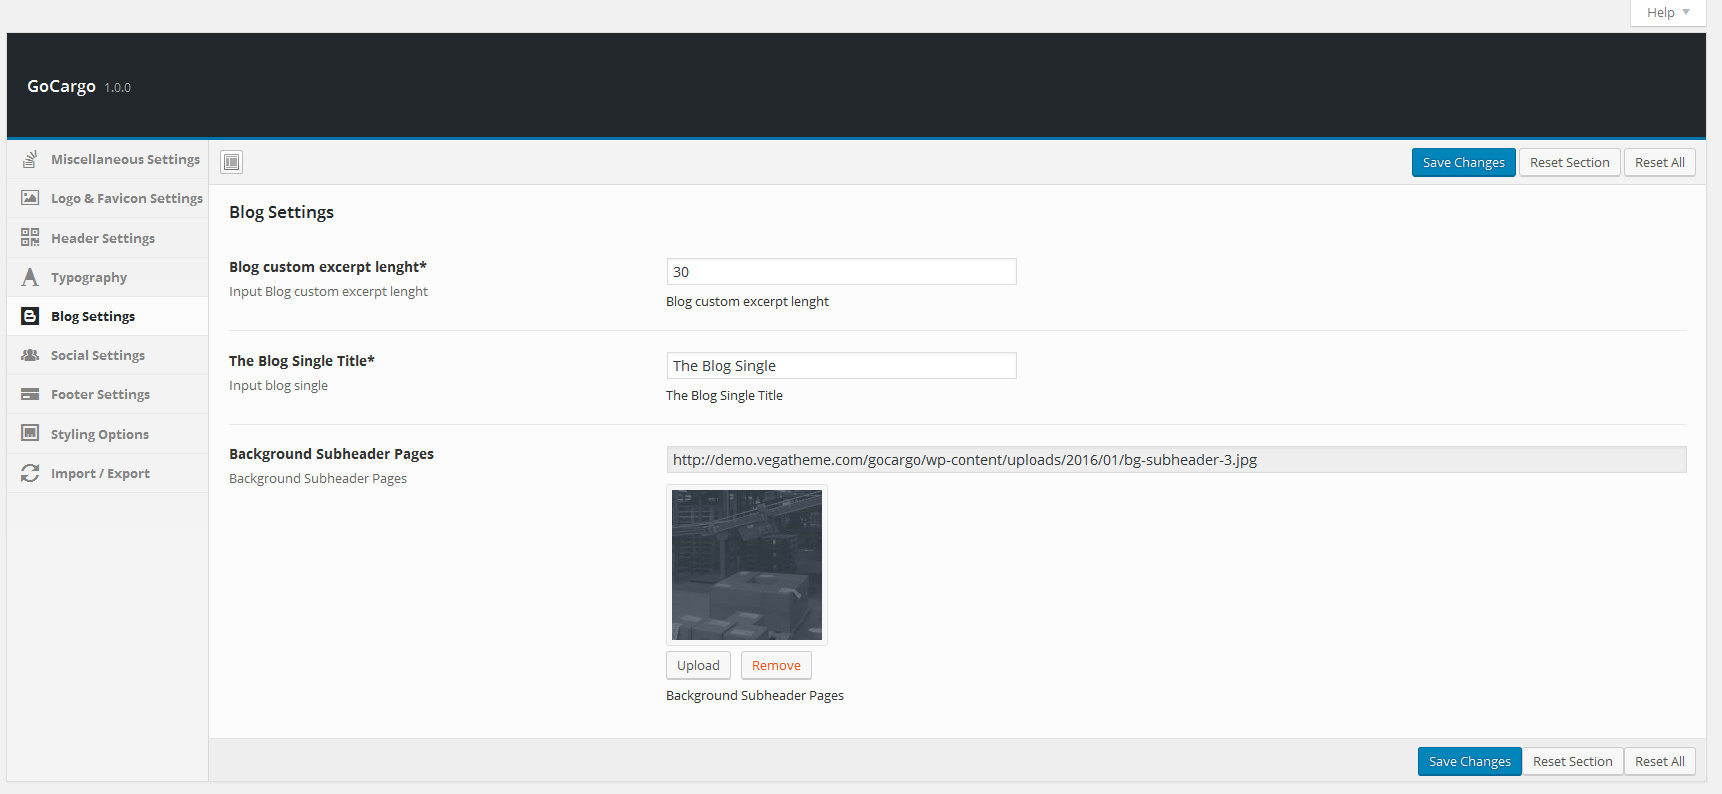 Help
GoCargo 1.0.0
Miscellaneous Settings
Logo & Favicon Settings
Header Settings
Typography
Blog Settings
Social Settings
Footer Settings
Styling Options
Import / Export
Save Changes Reset Section Reset All
Blog Settings
Blog custom excerpt lenght*
Input Blog custom excerpt lenght
30
Blog custom excerpt lenght
The Blog Single Title*
Input blog single
The Blog Single
The Blog Single Title
Background Subheader Pages
Background Subheader Pages
http://demo.vegatheme.com/gocargo/wp-content/uploads/2016/01/bg-subheader-3.jpg
Upload Remove
Background Subheader Pages
Save Changes Reset Section Reset All